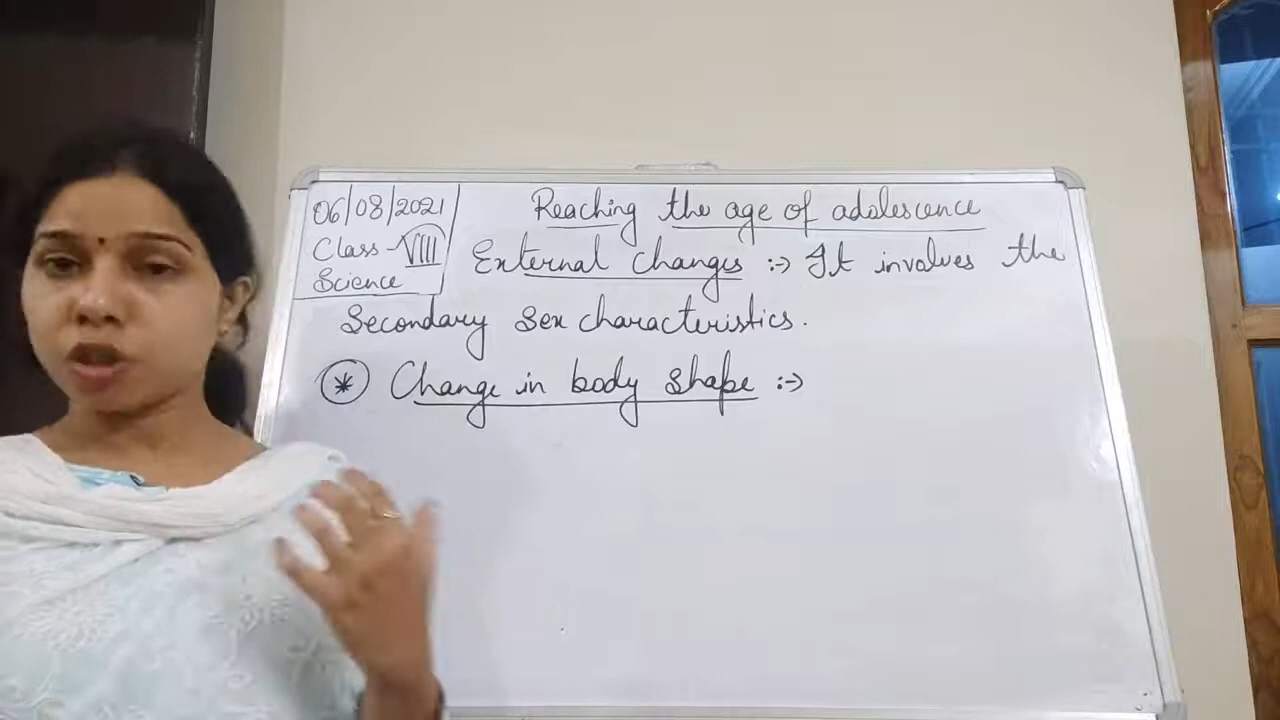 06/08/2021
Class - VIII
Science
Reaching the age of adolescence
External changes :-> It involves the
Secondary Sex characteristics.
* Change in body shape :->